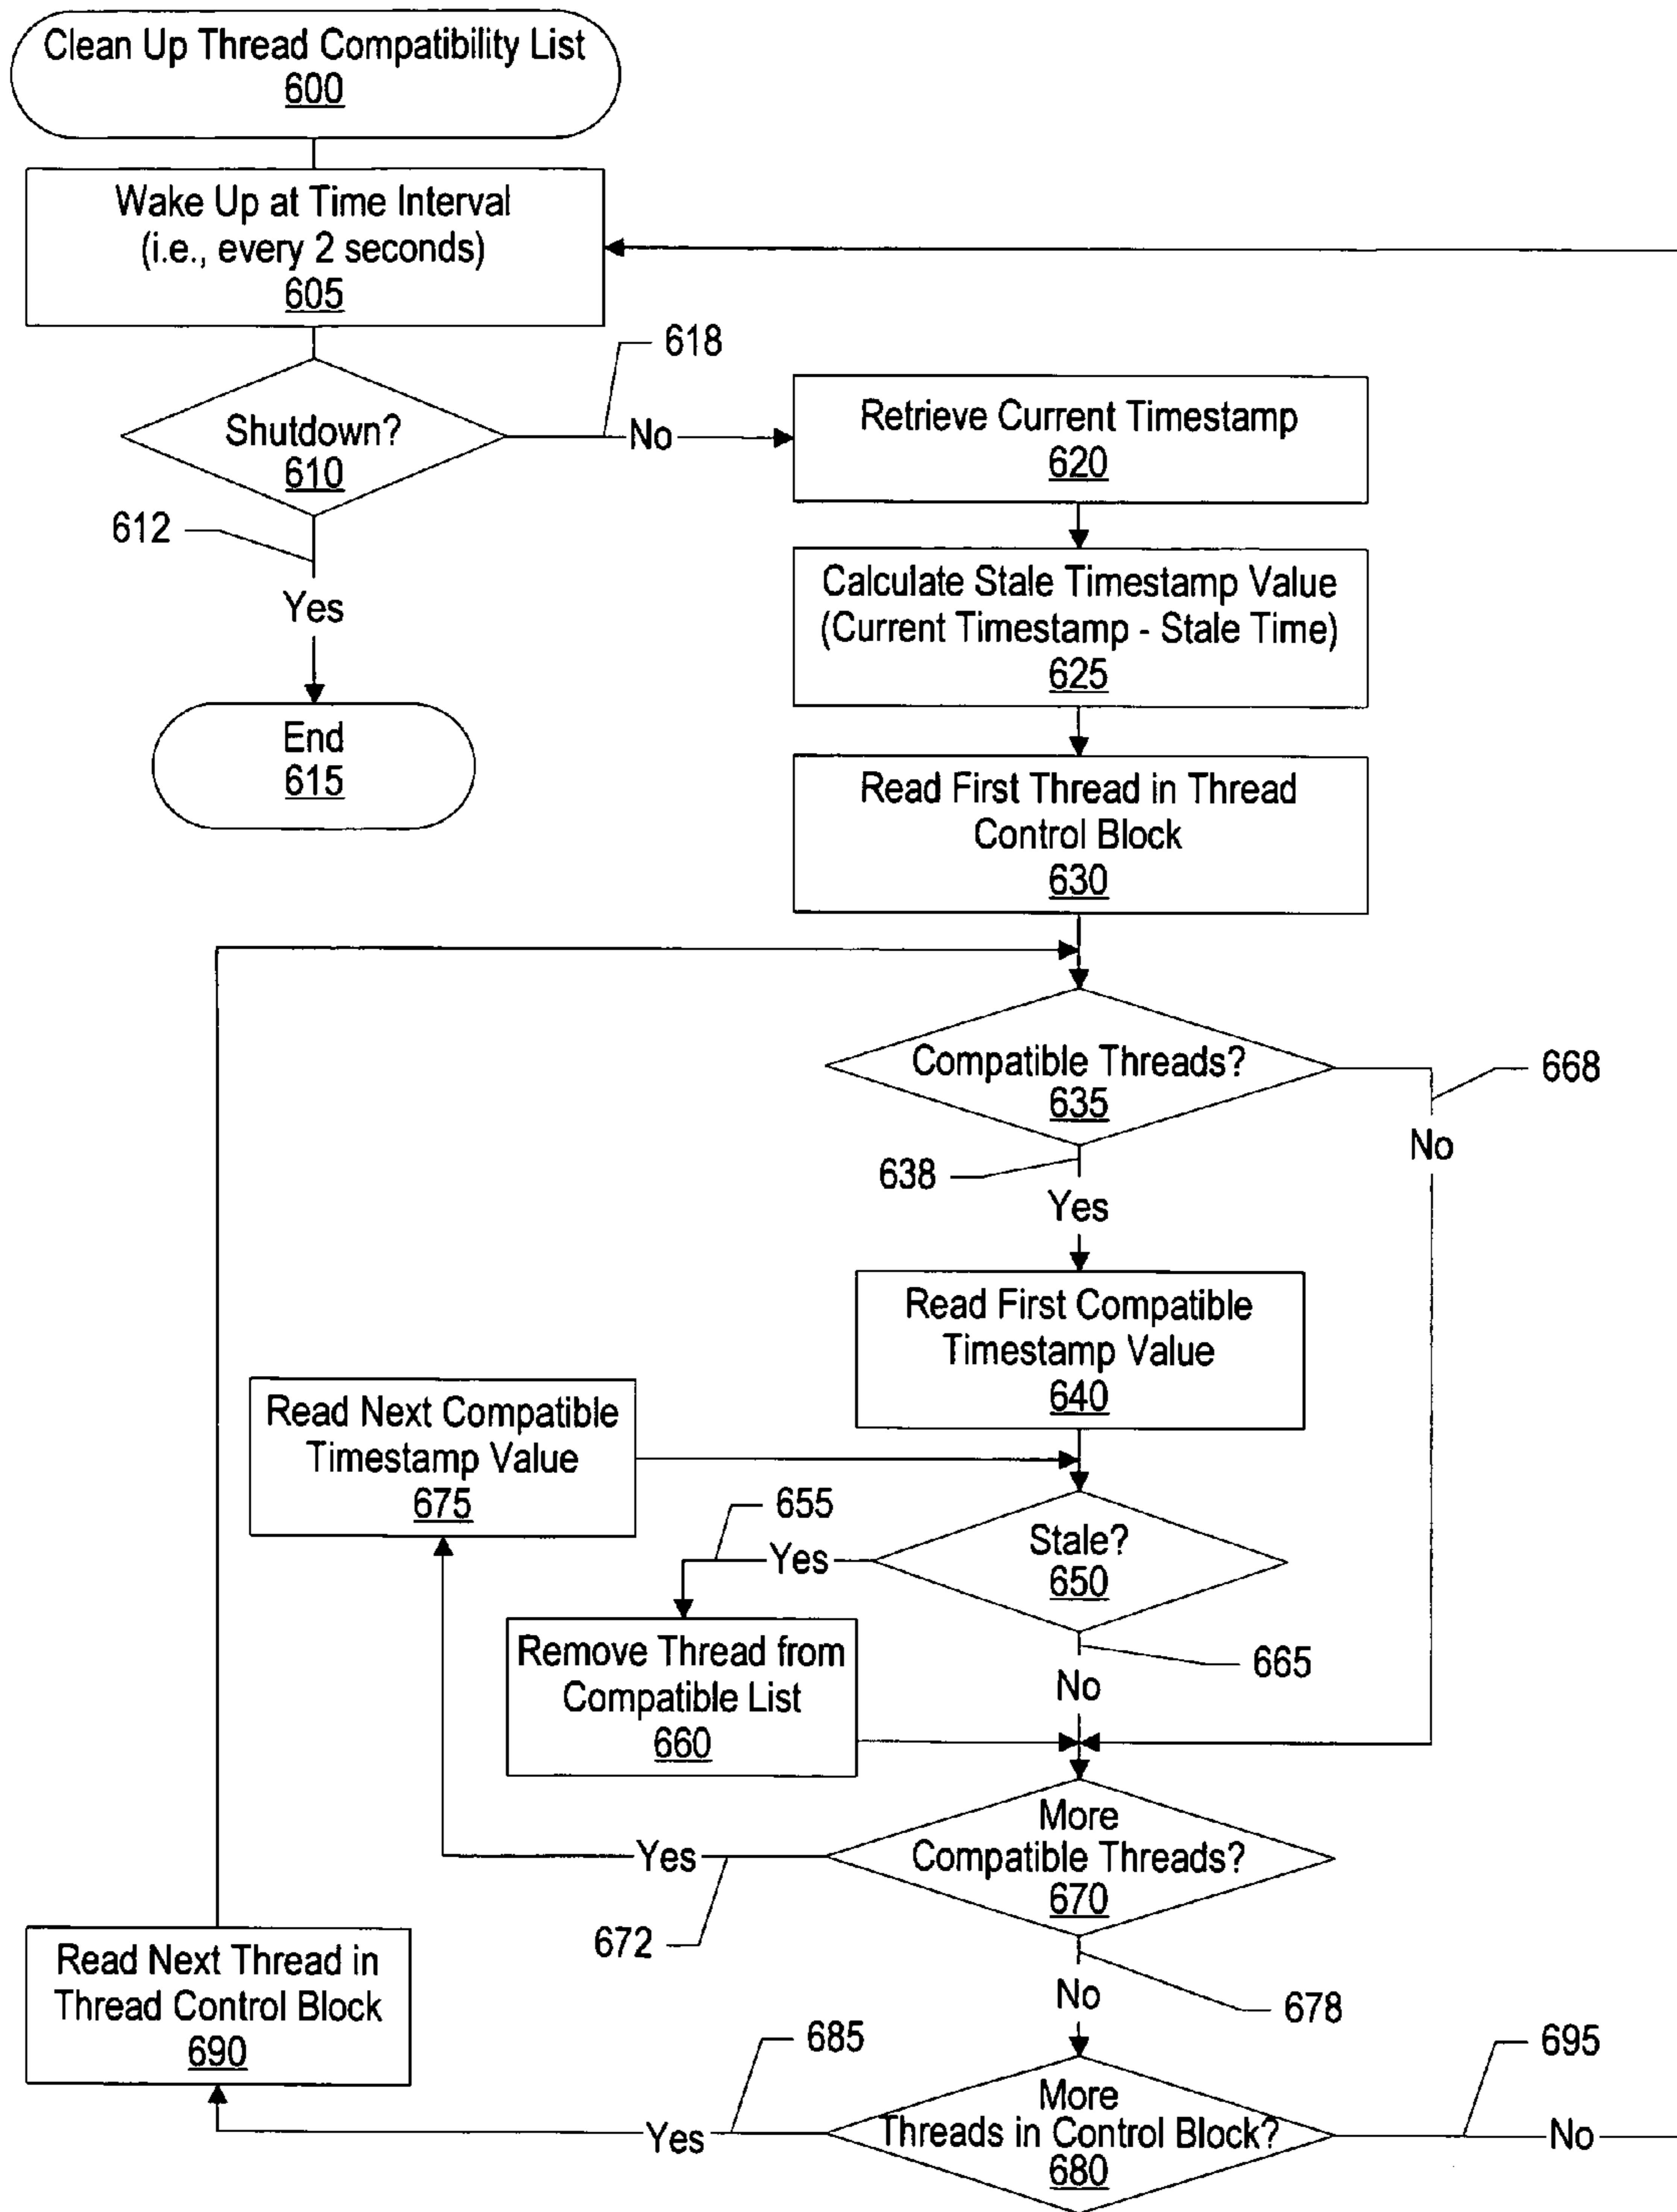 Clean Up Thread Compatibility List
600
Wake Up at Time Interval
(i.e., every 2 seconds)
605
618
Shutdown?
610
No
Retrieve Current Timestamp
620
612
Yes
Calculate Stale Timestamp Value
(Current Timestamp - Stale Time)
625
End
615
Read First Thread in Thread
Control Block
630
Compatible Threads?
635
668
No
638
Yes
Read First Compatible
Timestamp Value
640
Read Next Compatible
Timestamp Value
675
655
Yes
Stale?
650
665
No
Remove Thread from
Compatible List
660
More
Compatible Threads?
670
Yes
672
678
No
Read Next Thread in
Thread Control Block
690
685
Yes
More
Threads in Control Block?
680
695
No